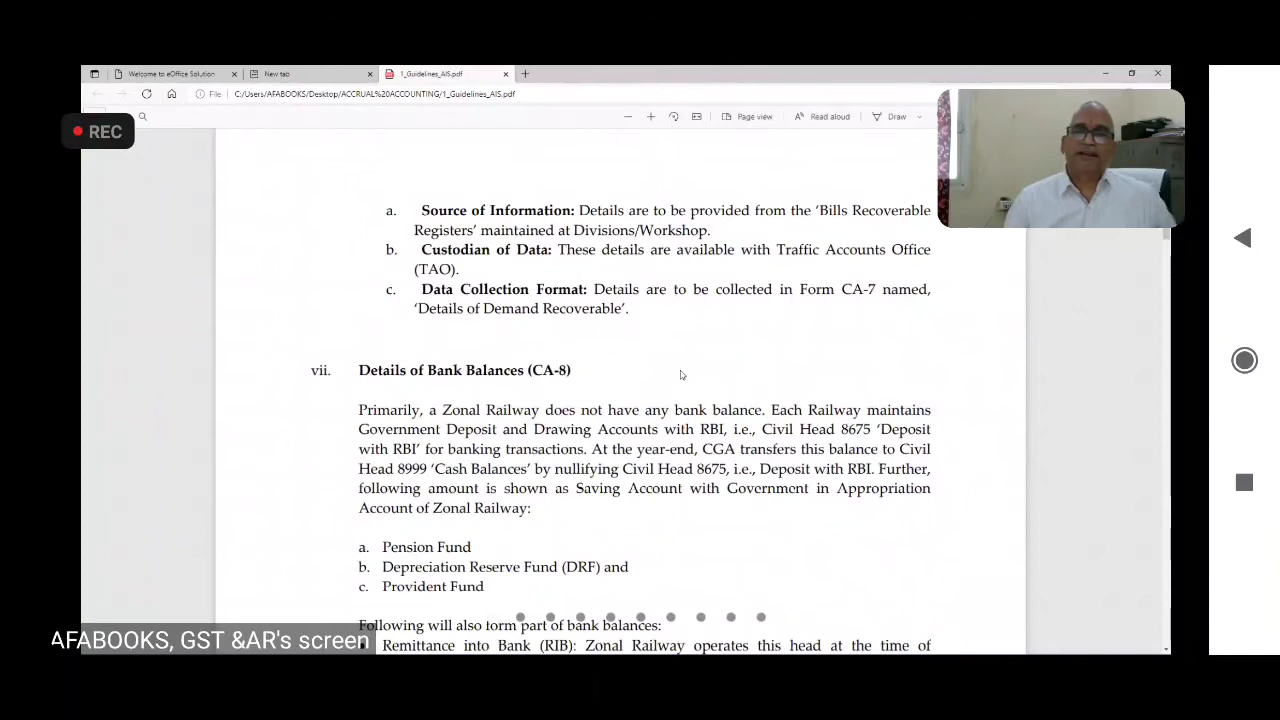 Welcome to eOffice Solution
New tab
1_Guidelines_AIS.pdf
File
C:/Users/AFABOOKS/Desktop/ACCRUAL%20ACCOUNTING/1_Guidelines_AIS.pdf
Page view
Read aloud
Draw
REC
a. Source of Information: Details are to be provided from the ‘Bills Recoverable
Registers’ maintained at Divisions/Workshop.
b. Custodian of Data: These details are available with Traffic Accounts Office
(TAO).
c. Data Collection Format: Details are to be collected in Form CA-7 named,
‘Details of Demand Recoverable’.
vii. Details of Bank Balances (CA-8)
Primarily, a Zonal Railway does not have any bank balance. Each Railway maintains
Government Deposit and Drawing Accounts with RBI, i.e., Civil Head 8675 ‘Deposit
with RBI’ for banking transactions. At the year-end, CGA transfers this balance to Civil
Head 8999 ‘Cash Balances’ by nullifying Civil Head 8675, i.e., Deposit with RBI. Further,
following amount is shown as Saving Account with Government in Appropriation
Account of Zonal Railway:
a. Pension Fund
b. Depreciation Reserve Fund (DRF) and
c. Provident Fund
Following will also form part of bank balances:
Remittance into Bank (RIB): Zonal Railway operates this head at the time of
AFABOOKS, GST &AR's screen